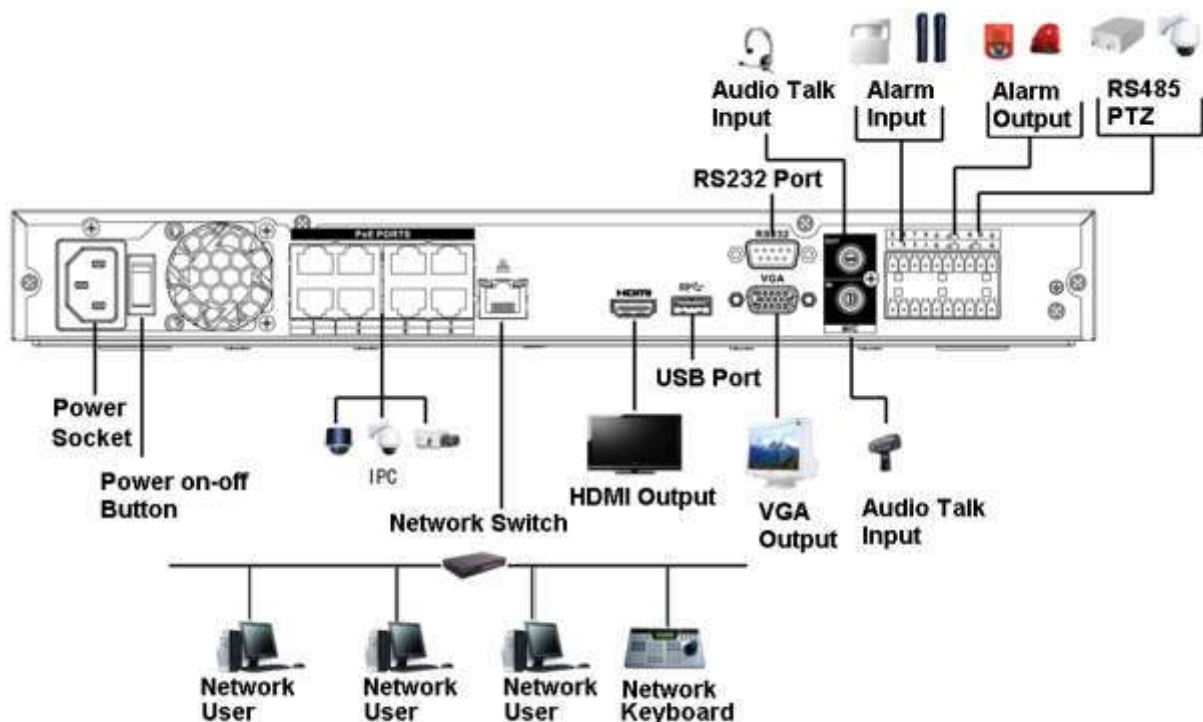 Audio Talk
Input
Alarm
Input
Alarm
Output
RS485
PTZ
RS232 Port
PoE PORTS
RS232
VGA
HDMI
MIC
Power
Socket
Power on-off
Button
IPC
Network Switch
HDMI Output
USB Port
VGA
Output
Audio Talk
Input
Network
User
Network
User
Network
User
Network
Keyboard